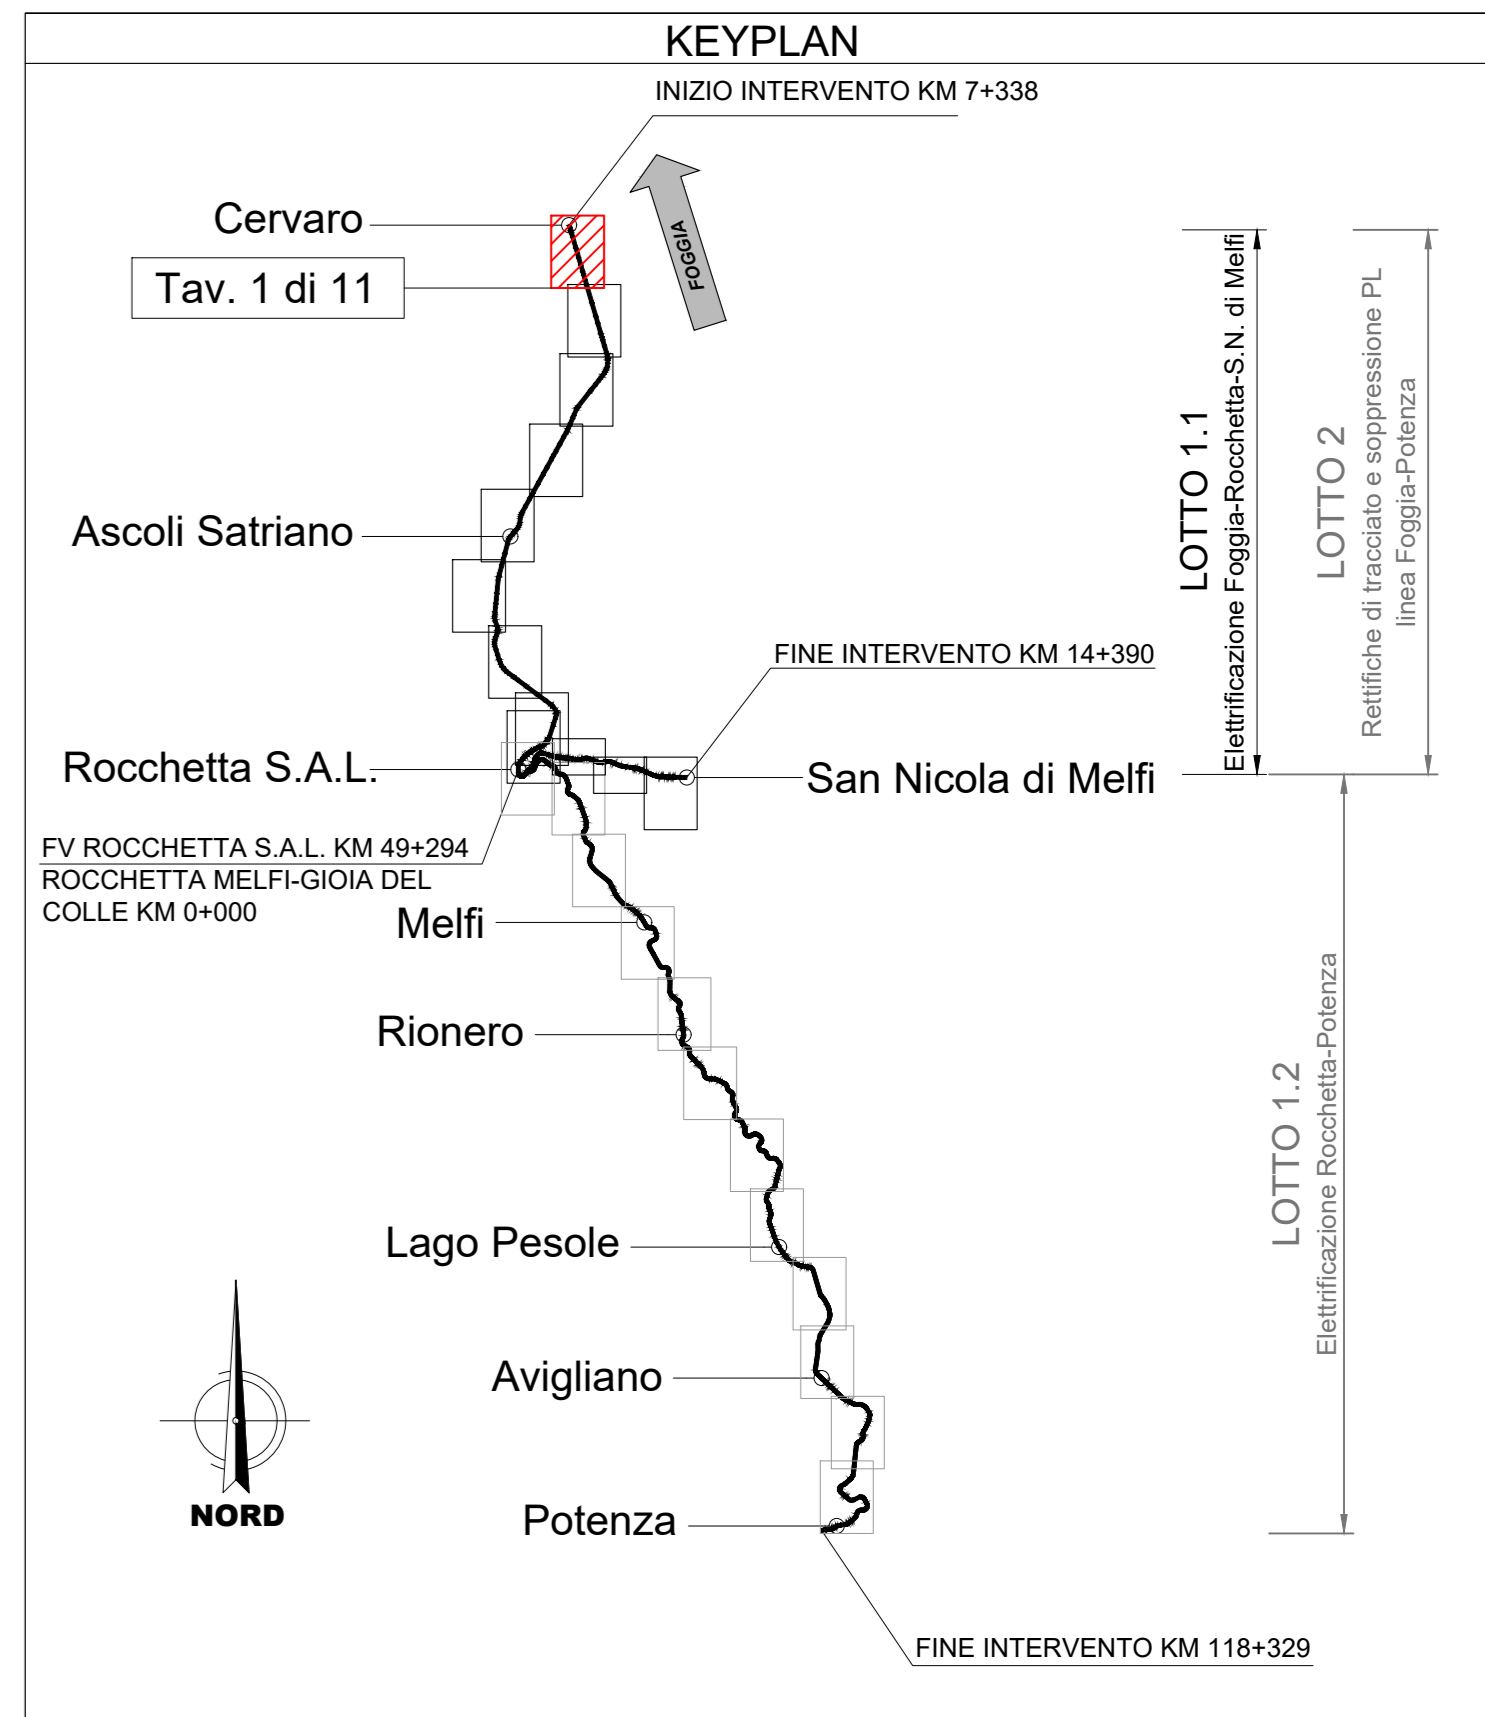 KEYPLAN
INIZIO INTERVENTO KM 7+338
FOGGIA
Cervaro
Tav. 1 di 11
Ascoli Satriano
FINE INTERVENTO KM 14+390
Rocchetta S.A.L.
San Nicola di Melfi
FV ROCCHETTA S.A.L. KM 49+294
ROCCHETTA MELFI-GIOIA DEL
COLLE KM 0+000
Melfi
Rionero
Lago Pesole
Avigliano
Potenza
FINE INTERVENTO KM 118+329
NORD
LOTTO 1.1
Elettrificazione Foggia-Rocchetta-S.N. di Melfi
LOTTO 2
Rettifiche di tracciato e soppressione PL
linea Foggia-Potenza
LOTTO 1.2
Elettrificazione Rocchetta-Potenza